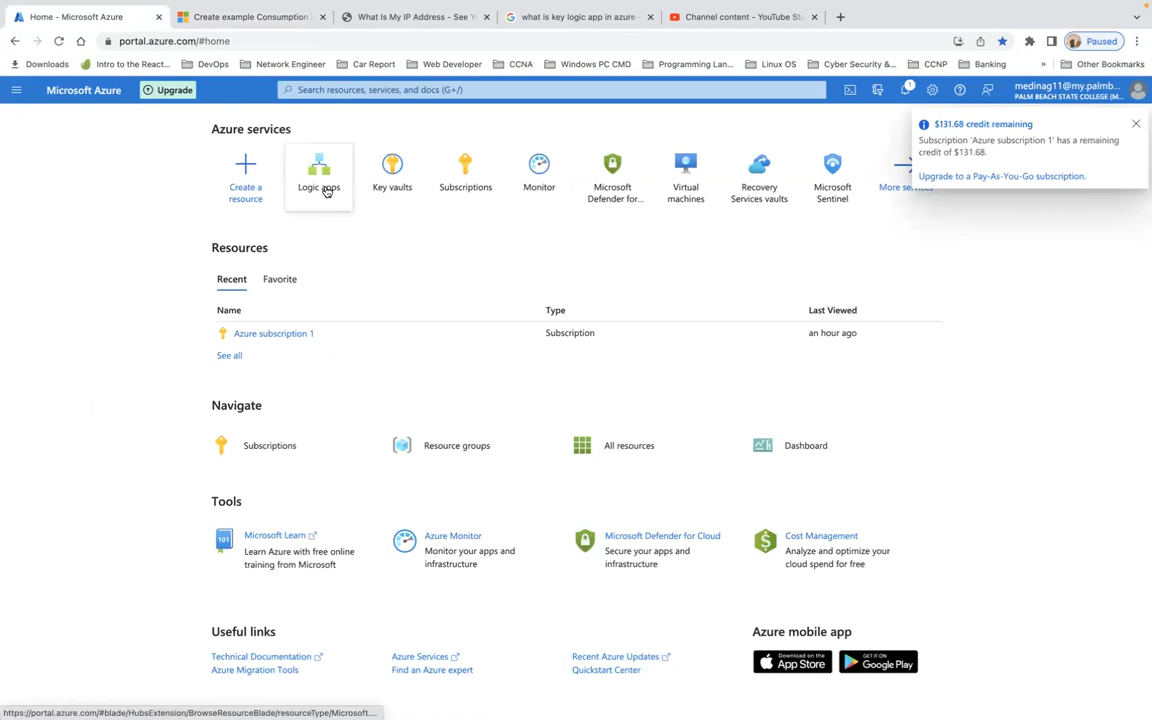 Home - Microsoft Azure
Create example Consumption
What Is My IP Address - See Y
what is key logic app in azure -
Channel content - YouTube Stu
portal.azure.com/#home
Paused
Downloads
Intro to the React...
DevOps
Network Engineer
Car Report
Web Developer
CCNA
Windows PC CMD
Programming Lan...
Linux OS
Cyber Security &...
CCNP
Banking
»
Other Bookmarks
Microsoft Azure
Upgrade
Search resources, services, and docs (G+/)
1
medinag11@my.palmb...
PALM BEACH STATE COLLEGE (M...
$131.68 credit remaining
Subscription 'Azure subscription 1' has a remaining
credit of $131.68.
Upgrade to a Pay-As-You-Go subscription.
Azure services
Create a
resource
Logic apps
Key vaults
Subscriptions
Monitor
Microsoft
Defender for...
Virtual
machines
Recovery
Services vaults
Microsoft
Sentinel
More services
Resources
Recent
Favorite
Name
Type
Last Viewed
Azure subscription 1
Subscription
an hour ago
See all
Navigate
Subscriptions
Resource groups
All resources
Dashboard
Tools
101
Microsoft Learn
Learn Azure with free online
training from Microsoft
Azure Monitor
Monitor your apps and
infrastructure
Microsoft Defender for Cloud
Secure your apps and
infrastructure
$
Cost Management
Analyze and optimize your
cloud spend for free
Useful links
Technical Documentation
Azure Services
Recent Azure Updates
Azure Migration Tools
Find an Azure expert
Quickstart Center
Azure mobile app
Download on the
App Store
GET IT ON
Google Play
https://portal.azure.com/#blade/HubsExtension/BrowseResourceBlade/resourceType/Microsoft....